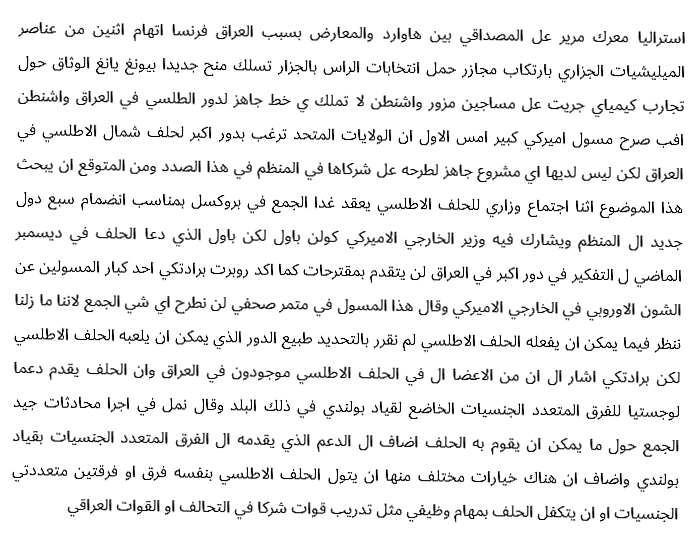 استراليا معرك مرير عل المصداقي بين هاوارد والمعارض بسبب العراق فرنسا اتهام اثنين من عناصر
الميليشيات الجزاري بارتكاب مجازر حمل انتخابات الراس بالجزار تسلك منح جديدا بيونغ يانغ الوثاق حول
تجارب كيمياي جريت عل مساجين مزور واشنطن لا تملك ي خط جاهز لدور الطلسي في العراق واشنطن
افب صرح مسول اميركي كبير امس الاول ان الولايات المتحد ترغب بدور اكبر لحلف شمال الاطلسي في
العراق لكن ليس لديها اي مشروع جاهز لطرحه عل شركاها في المنظم في هذا الصدد ومن المتوقع ان يبحث
هذا الموضوع اثنا اجتماع وزاري للحلف الاطلسي يعقد غدا الجمع في بروكسل بمناسب انضمام سبع دول
جديد ال المنظم ويشارك فيه وزير الخارجي الاميركي كولن باول لكن باول الذي دعا الحلف في ديسمبر
الماضي ل التفكير في دور اكبر في العراق لن يتقدم بمقترحات كما اكد روبرت برادتكي احد كبار المسولين عن
الشون الاوروبي في الخارجي الاميركي وقال هذا المسول في متمر صحفي لن نطرح اي شي الجمع لاننا ما زلنا
ننظر فيما يمكن ان يفعله الحلف الاطلسي لم نقرر بالتحديد طبيع الدور الذي يمكن ان يلعبه الحلف الاطلسي
لكن برادتكي اشار ال ان من الاعضا ال في الحلف الاطلسي موجودون في العراق وان الحلف يقدم دعما
لوجستيا للفرق المتعدد الجنسيات الخاضع لقياد بولندي في ذلك البلد وقال نمل في اجرا محادثات جيد
الجمع حول ما يمكن ان يقوم به الحلف اضاف ال الدعم الذي يقدمه ال الفرق المتعدد الجنسيات بقياد
بولندي واضاف ان هناك خيارات مختلف منها ان يتول الحلف الاطلسي بنفسه فرق او فرقتين متعددتي
الجنسيات او ان يتكفل الحلف بمهام وظيفي مثل تدريب قوات شركا في التحالف او القوات العراقي